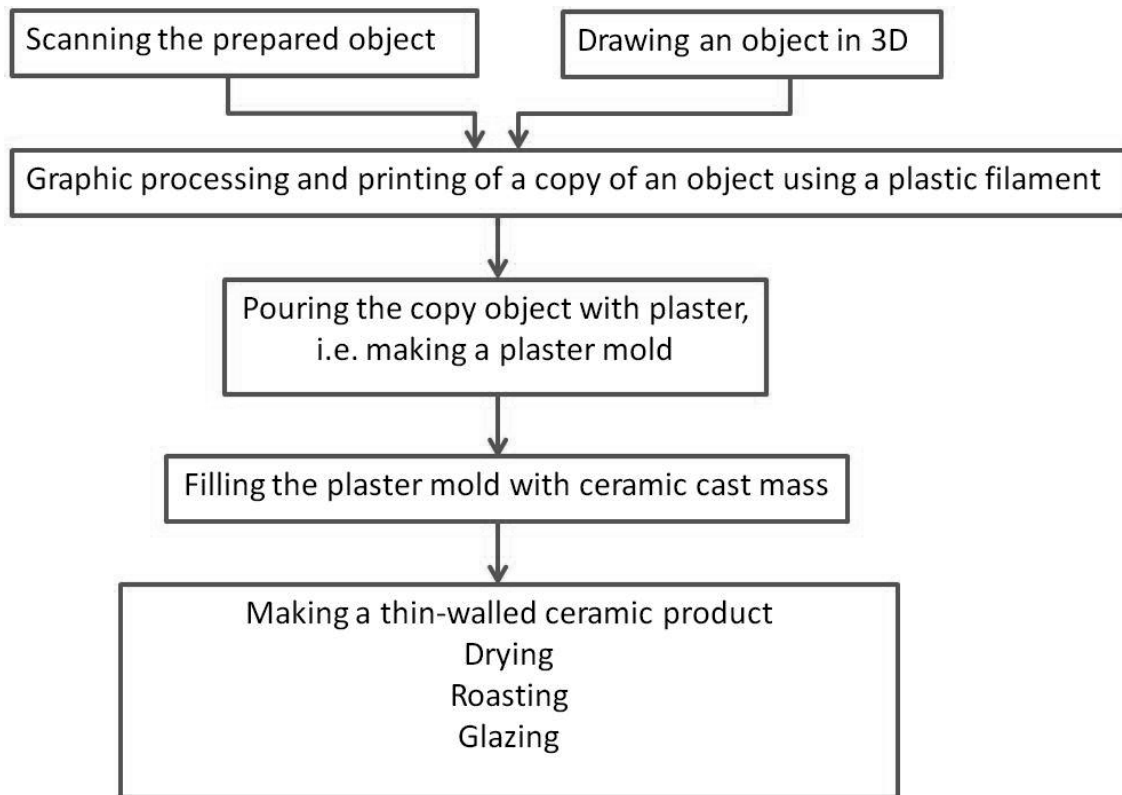 Scanning the prepared object
Drawing an object in 3D
Graphic processing and printing of a copy of an object using a plastic filament
Pouring the copy object with plaster,
i.e. making a plaster mold
Filling the plaster mold with ceramic cast mass
Making a thin-walled ceramic product
Drying
Roasting
Glazing